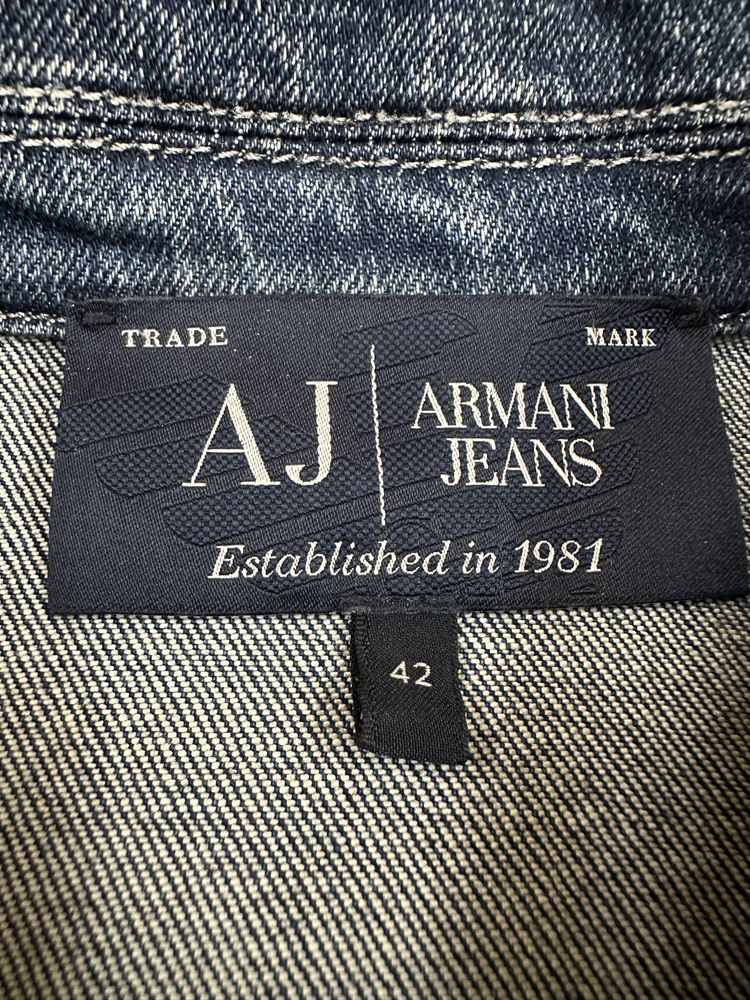 TRADE MARK
AJ ARMANI
JEANS
Established in 1981
42